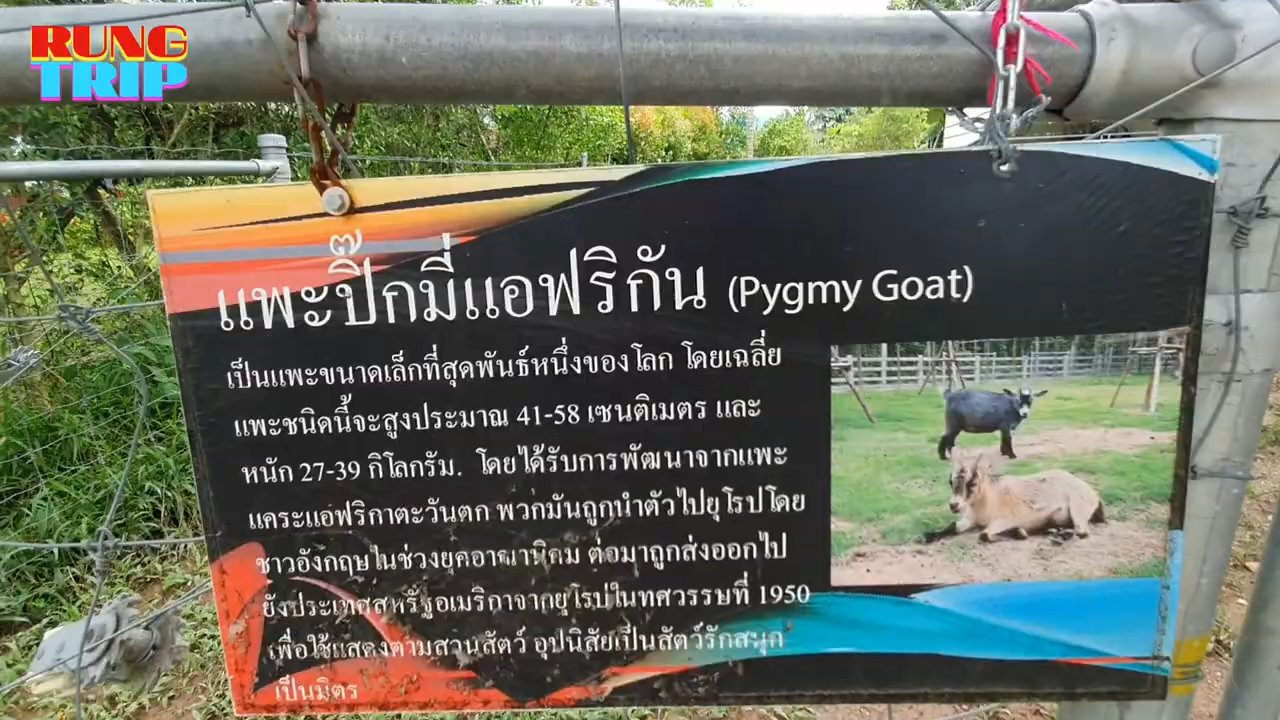 RUNG
TRIP
แพะปิ๊กมี่แอฟริกัน (Pygmy Goat)
เป็นแพะขนาดเล็กที่สุดพันธ์หนึ่งของโลก โดยเฉลี่ย
แพะชนิดนี้จะสูงประมาณ 41-58 เซนติเมตร และ
หนัก 27-39 กิโลกรัม. โดยได้รับการพัฒนาจากแพะ
แคระแอฟริกาตะวันตก พวกมันถูกนำตัวไปยุโรปโดย
ชาวอังกฤษในช่วงยุคอาณานิคม ต่อมาถูกส่งออกไป
ยังประเทศสหรัฐอเมริกาจากยุโรปในทศวรรษที่ 1950
เพื่อใช้แสดงตามสวนสัตว์ อุปนิสัยเป็นสัตว์รักสนุก
เป็นมิตร